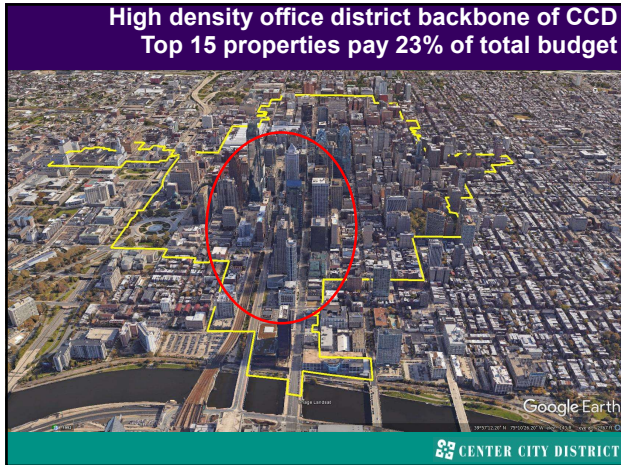 High density office district backbone of CCD
Top 15 properties pay 23% of total budget
Google Earth
CENTER CITY DISTRICT